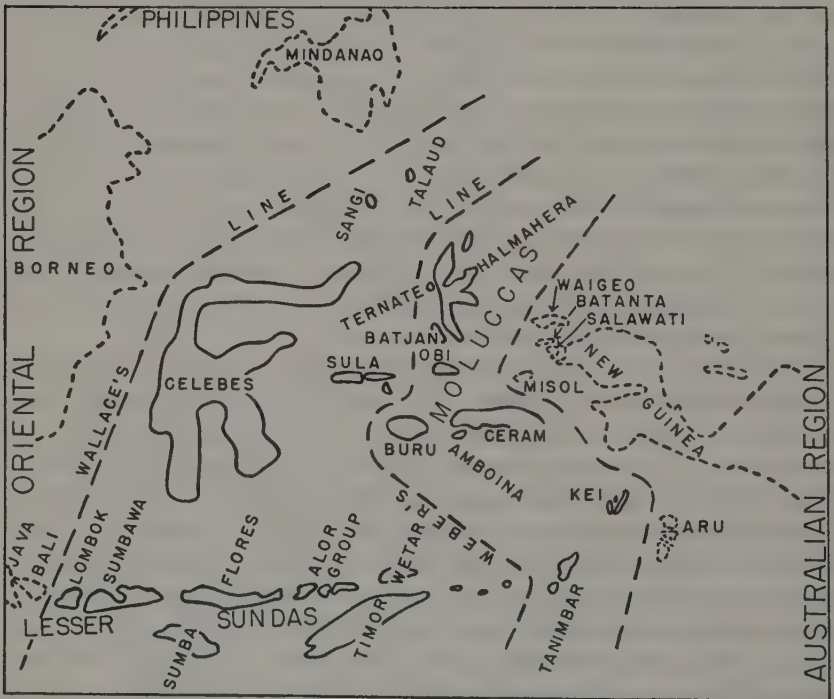 PHILIPPINES
MINDANAO
ORIENTAL REGION
BORNEO
WALLACE'S LINE
SANGI
TALAUD
WEBER'S LINE
HALMAHERA
TERNATE
MOLUCCAS
BATJAN
OBI
WAIGEO
BATANTA
SALAWATI
NEW GUINEA
MISOL
SULA
CELEBES
BURU
CERAM
AMBOINA
KEI
ARU
AUSTRALIAN REGION
JAVA
BALI
LOMBOK
SUMBAWA
FLORES
ALOR
GROUP
WETAR
LESSER SUNDAS
SUMBA
TIMOR
TANIMBAR